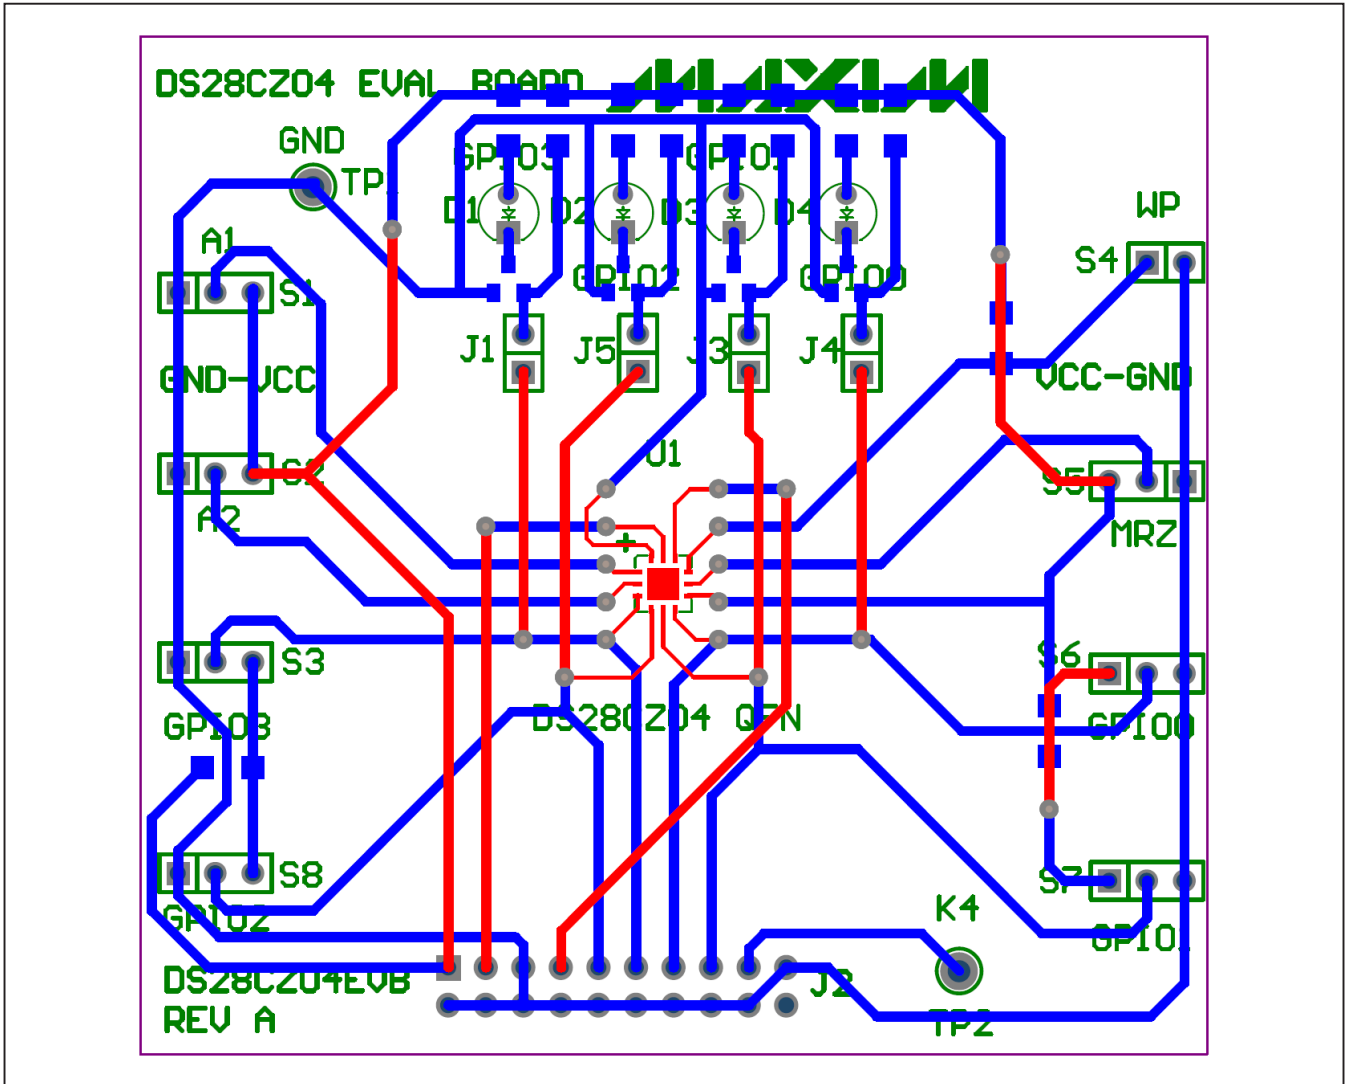 DS28CZ04 EVAL BOARD MAXIM
GND
TP1
GPIO3 GPIO1
WP
D1 D2 D3 D4
A1
S4
S1
GPIO2 GPIO0
J1 J5 J3 J4
GND-VCC
VCC-GND
U1
S2
S5
A2
MRZ
+
S6
S3
GPIO3
DS28CZ04 QFN
GPIO0
S8
S7
GPIO2
K4
GPIO1
DS28CZ04EVB
J2
REV A
TP2